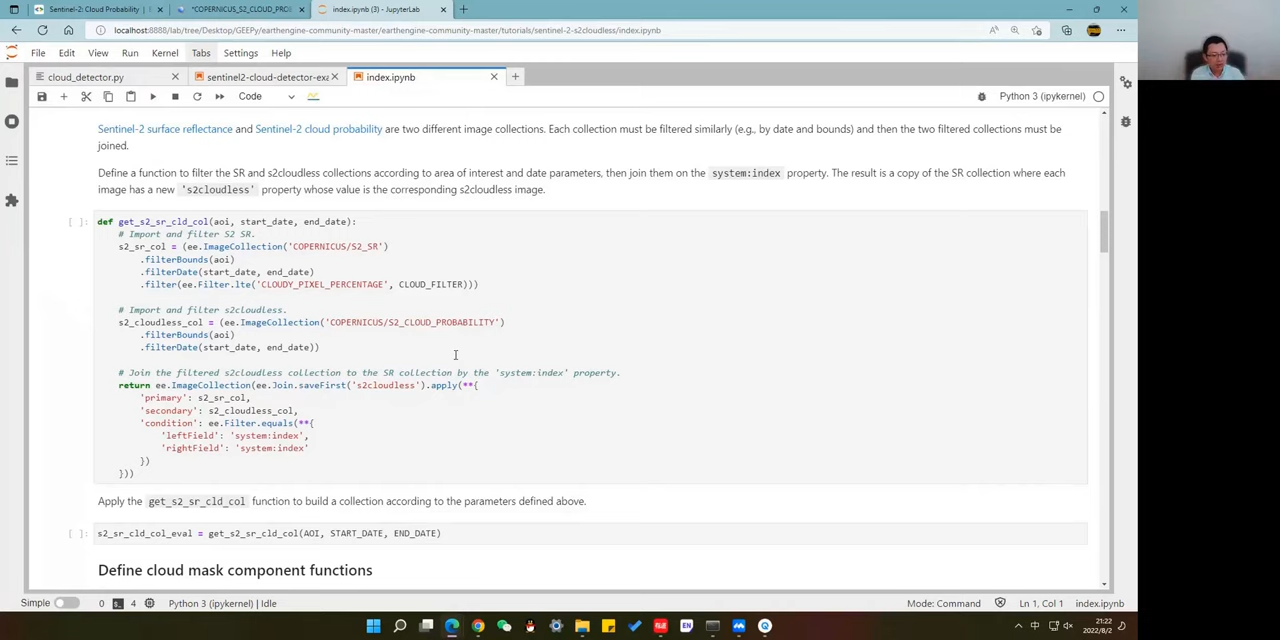 Sentinel-2: Cloud Probability |
*COPERNICUS_S2_CLOUD_PROB
index.ipynb (3) - JupyterLab
localhost:8888/lab/tree/Desktop/GEEPy/earthengine-community-master/earthengine-community-master/tutorials/sentinel-2-s2cloudless/index.ipynb
File Edit View Run Kernel Tabs Settings Help
cloud_detector.py
sentinel2-cloud-detector-exa
index.ipynb
Code
Python 3 (ipykernel)
Sentinel-2 surface reflectance and Sentinel-2 cloud probability are two different image collections. Each collection must be filtered similarly (e.g., by date and bounds) and then the two filtered collections must be
joined.
Define a function to filter the SR and s2cloudless collections according to area of interest and date parameters, then join them on the system:index property. The result is a copy of the SR collection where each
image has a new 's2cloudless' property whose value is the corresponding s2cloudless image.
[ ]: def get_s2_sr_cld_col(aoi, start_date, end_date):
# Import and filter S2 SR.
s2_sr_col = (ee.ImageCollection('COPERNICUS/S2_SR')
.filterBounds(aoi)
.filterDate(start_date, end_date)
.filter(ee.Filter.lte('CLOUDY_PIXEL_PERCENTAGE', CLOUD_FILTER)))
# Import and filter s2cloudless.
s2_cloudless_col = (ee.ImageCollection('COPERNICUS/S2_CLOUD_PROBABILITY')
.filterBounds(aoi)
.filterDate(start_date, end_date))
# Join the filtered s2cloudless collection to the SR collection by the 'system:index' property.
return ee.ImageCollection(ee.Join.saveFirst('s2cloudless').apply(**{
'primary': s2_sr_col,
'secondary': s2_cloudless_col,
'condition': ee.Filter.equals(**{
'leftField': 'system:index',
'rightField': 'system:index'
})
}))
Apply the get_s2_sr_cld_col function to build a collection according to the parameters defined above.
[ ]: s2_sr_cld_col_eval = get_s2_sr_cld_col(AOI, START_DATE, END_DATE)
Define cloud mask component functions
Simple 0 4 Python 3 (ipykernel) | Idle Mode: Command Ln 1, Col 1 index.ipynb
EN
中
21:22
2022/8/2